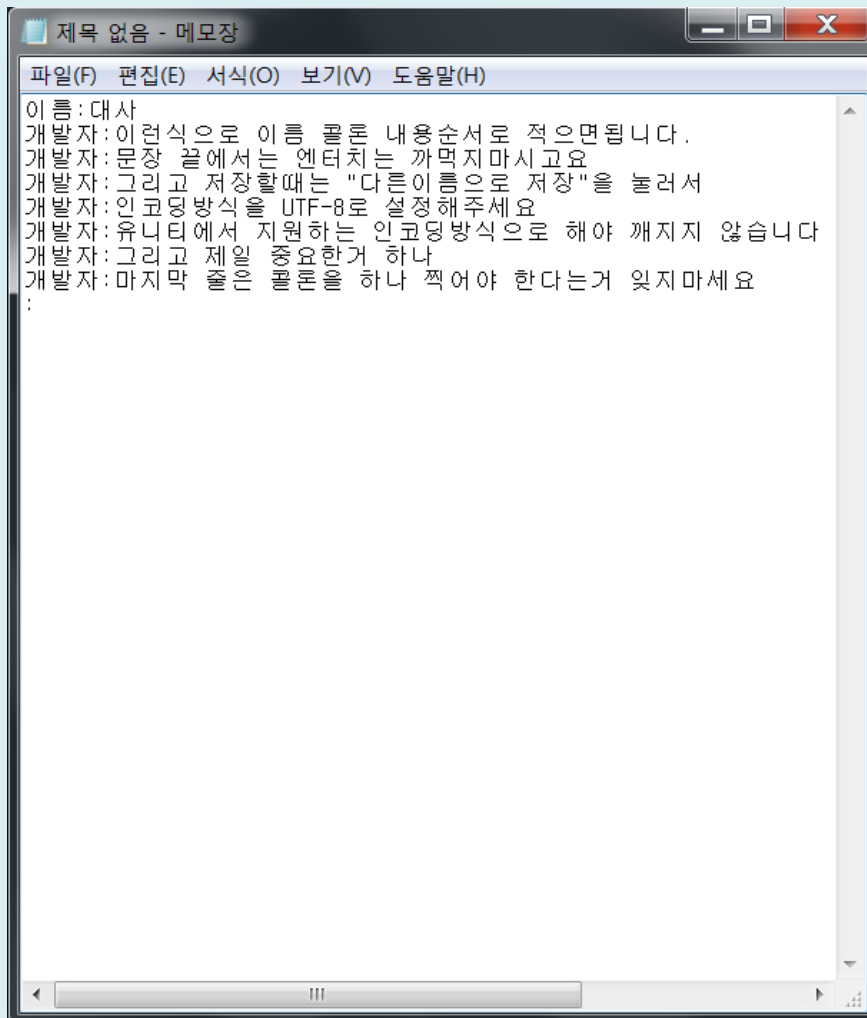 제목 없음 - 메모장
파일(F) 편집(E) 서식(O) 보기(V) 도움말(H)
이름:대사
개발자:이런식으로 이름 콜론 내용순서로 적으면됩니다.
개발자:문장 끝에서는 엔터치는 까먹지마시고요
개발자:그리고 저장할때는 "다른이름으로 저장"을 눌러서
개발자:인코딩방식을 UTF-8로 설정해주세요
개발자:유니티에서 지원하는 인코딩방식으로 해야 깨지지 않습니다
개발자:그리고 제일 중요한거 하나
개발자:마지막 줄은 콜론을 하나 찍어야 한다는거 잊지마세요
: